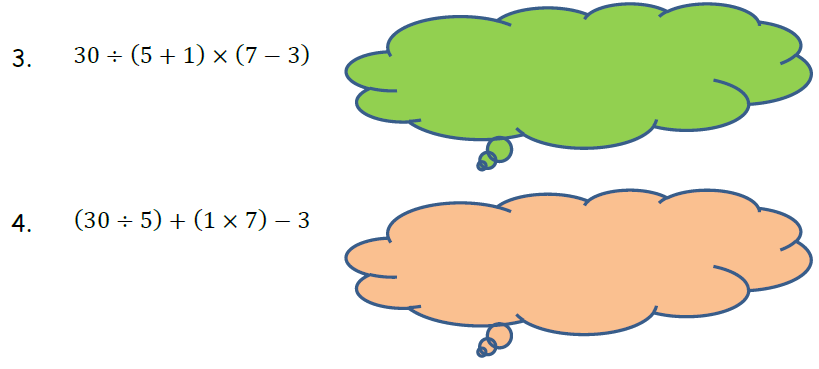 3. 30 ÷ (5 + 1) × (7 − 3)
4. (30 ÷ 5) + (1 × 7) − 3